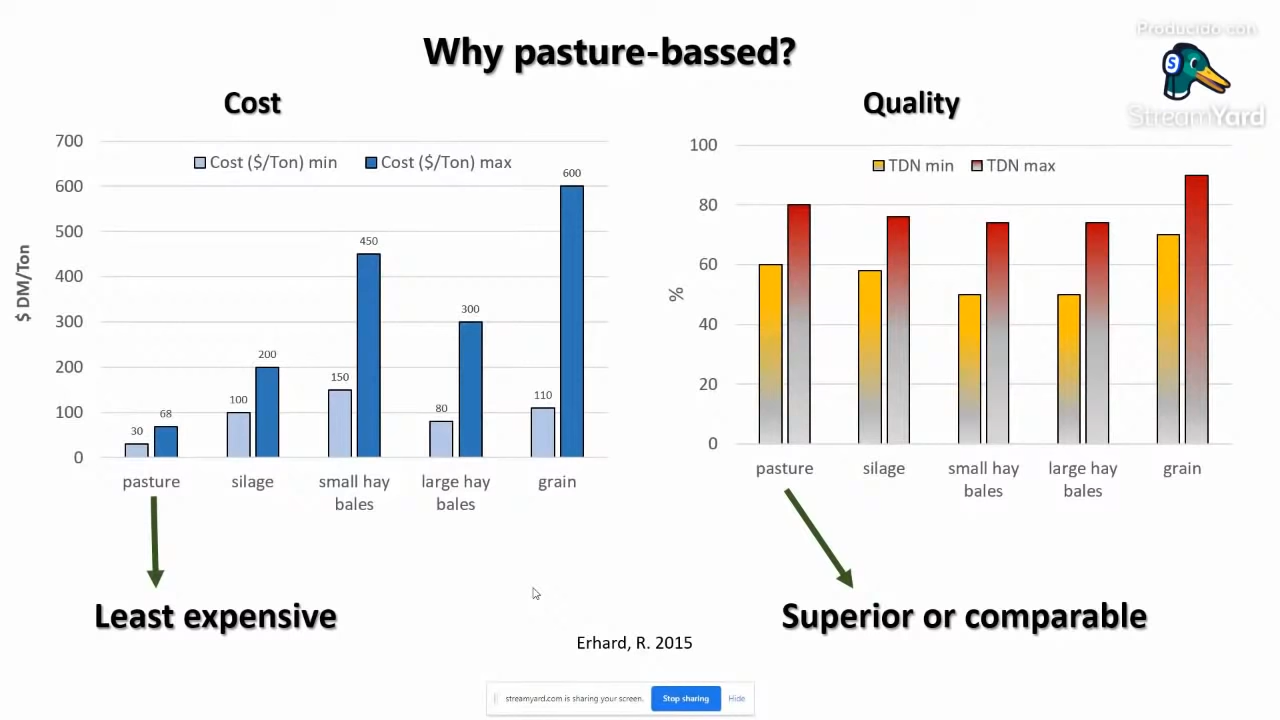 Why pasture-bassed?
Producido con
StreamYard
S
Cost
Quality
700
600
500
400
300
200
100
0
$ DM/Ton
Cost ($/Ton) min
Cost ($/Ton) max
30
68
100
200
150
450
80
300
110
600
pasture
silage
small hay
bales
large hay
bales
grain
100
80
60
40
20
0
%
TDN min
TDN max
pasture
silage
small hay
bales
large hay
bales
grain
Least expensive
Superior or comparable
Erhard, R. 2015
streamyard.com is sharing your screen.
Stop sharing
Hide